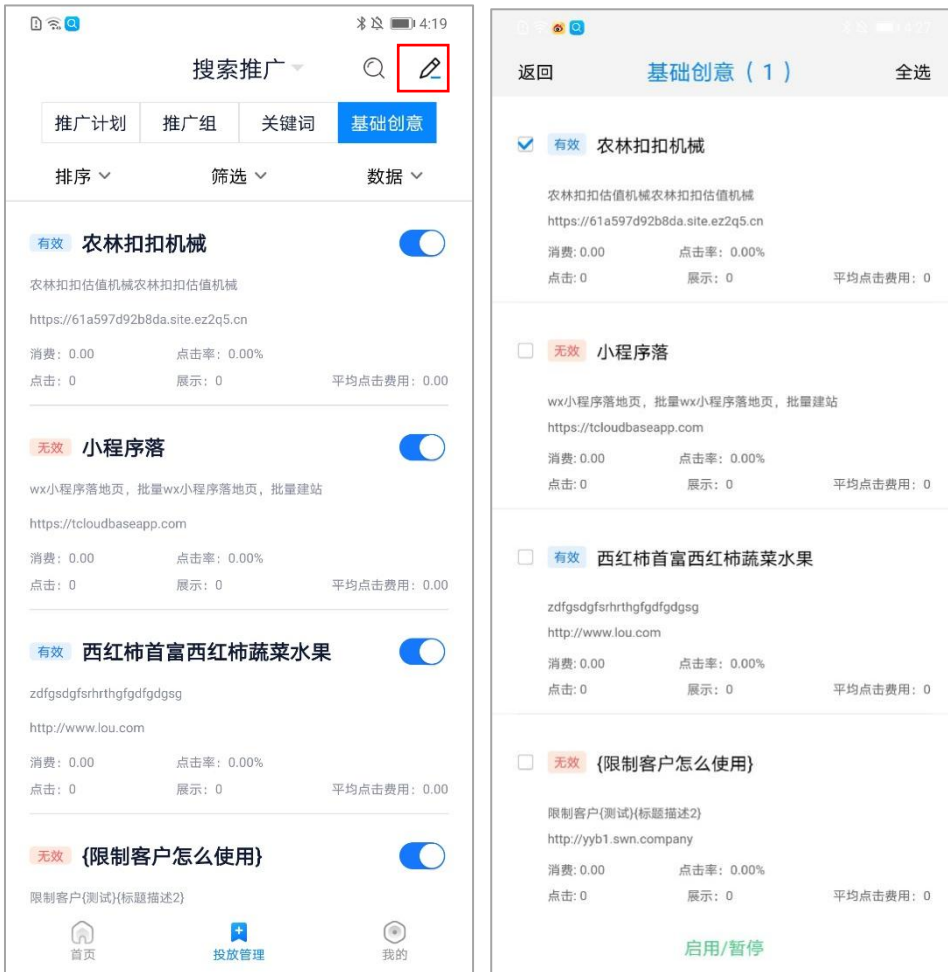 4:19
搜索推广
推广计划 推广组 关键词 基础创意
排序 筛选 数据
有效 农林扣扣机械
农林扣扣估值机械农林扣扣估值机械
https://61a597d92b8da.site.ez2q5.cn
消费：0.00 点击率：0.00%
点击：0 展示：0 平均点击费用：0.00
无效 小程序落
wx小程序落地页，批量wx小程序落地页，批量建站
https://tcloudbaseapp.com
消费：0.00 点击率：0.00%
点击：0 展示：0 平均点击费用：0.00
有效 西红柿首富西红柿蔬菜水果
zdfgsdgfsrhrthgfgdfgdgsg
http://www.lou.com
消费：0.00 点击率：0.00%
点击：0 展示：0 平均点击费用：0.00
无效 {限制客户怎么使用}
限制客户{测试}{标题描述2}
首页 投放管理 我的
4:27
返回 基础创意（1） 全选
有效 农林扣扣机械
农林扣扣估值机械农林扣扣估值机械
https://61a597d92b8da.site.ez2q5.cn
消费: 0.00 点击率：0.00%
点击: 0 展示：0 平均点击费用：0
无效 小程序落
wx小程序落地页，批量wx小程序落地页，批量建站
https://tcloudbaseapp.com
消费: 0.00 点击率：0.00%
点击: 0 展示：0 平均点击费用：0
有效 西红柿首富西红柿蔬菜水果
zdfgsdgfsrhrthgfgdfgdgsg
http://www.lou.com
消费: 0.00 点击率：0.00%
点击: 0 展示：0 平均点击费用：0
无效 {限制客户怎么使用}
限制客户{测试}{标题描述2}
http://yyb1.swn.company
消费: 0.00 点击率：0.00%
点击: 0 展示：0 平均点击费用：0
启用/暂停